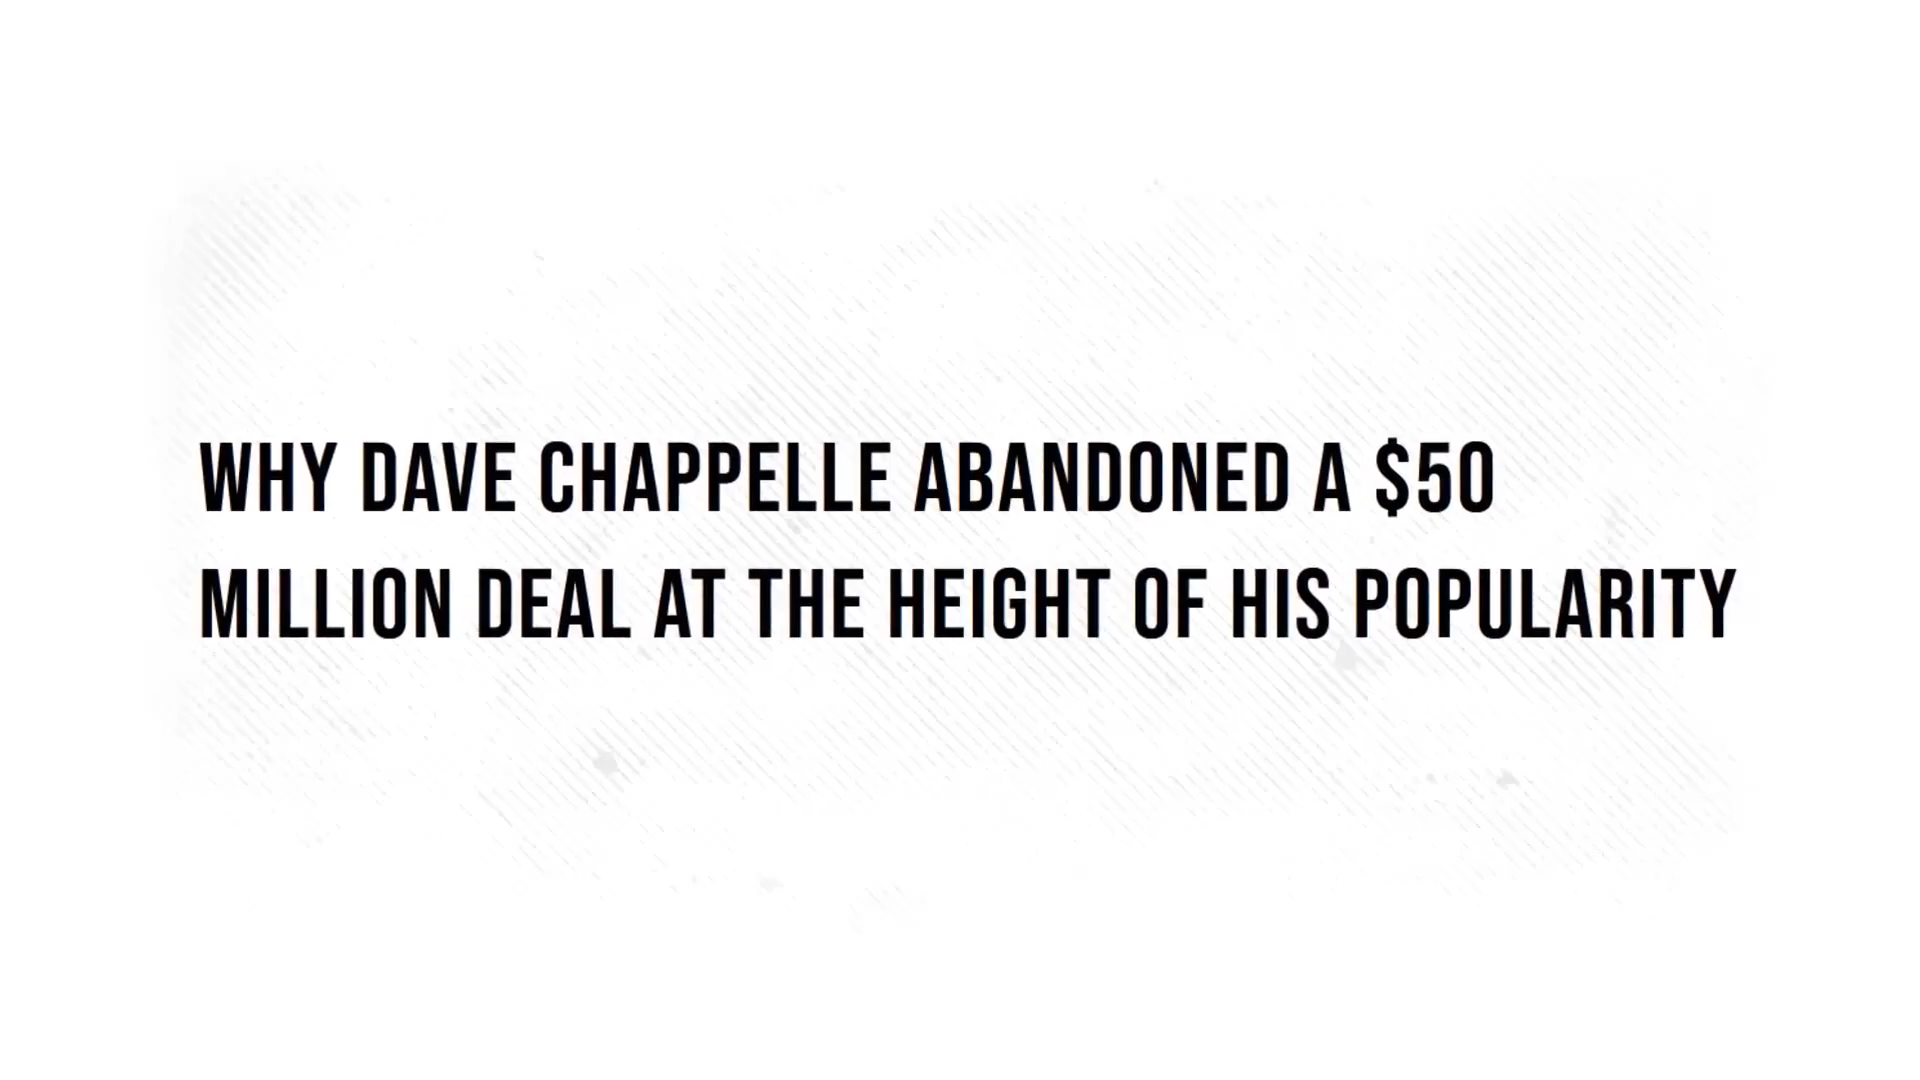 WHY DAVE CHAPPELLE ABANDONED A $50
MILLION DEAL AT THE HEIGHT OF HIS POPULARITY